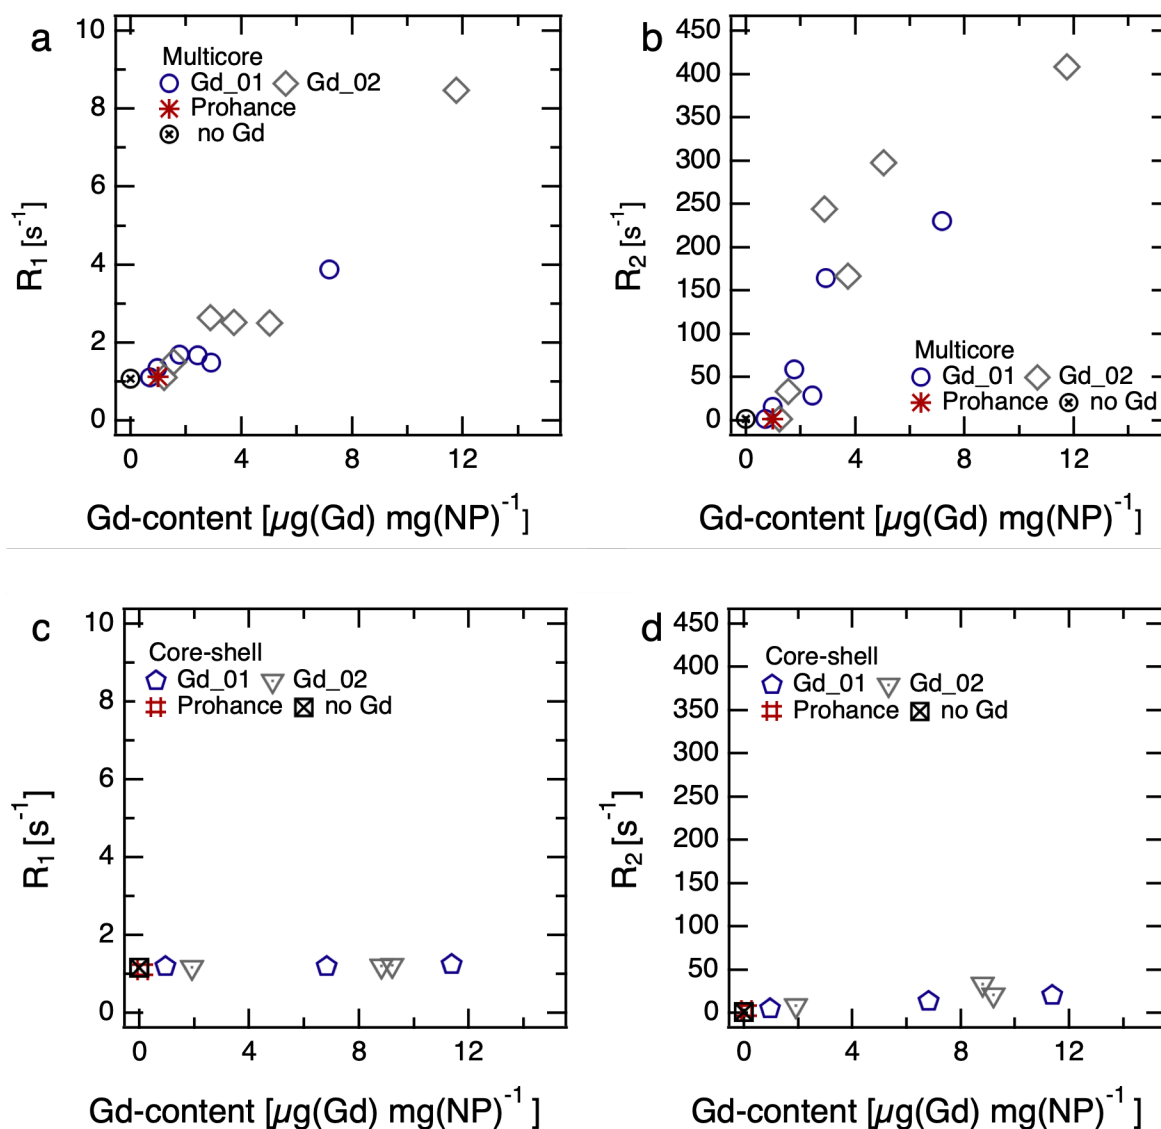 a
10
8
6
4
2
0
R1 [s-1]
Multicore
Gd_01 Gd_02
Prohance
no Gd
0 4 8 12
Gd-content [µg(Gd) mg(NP)-1]
b
450
400
350
300
250
200
150
100
50
0
R2 [s-1]
Multicore
Gd_01 Gd_02
Prohance no Gd
0 4 8 12
Gd-content [µg(Gd) mg(NP)-1]
c
10
8
6
4
2
0
R1 [s-1]
Core-shell
Gd_01 Gd_02
Prohance no Gd
0 4 8 12
Gd-content [µg(Gd) mg(NP)-1 ]
d
450
400
350
300
250
200
150
100
50
0
R2 [s-1]
Core-shell
Gd_01 Gd_02
Prohance no Gd
0 4 8 12
Gd-content [µg(Gd) mg(NP)-1 ]